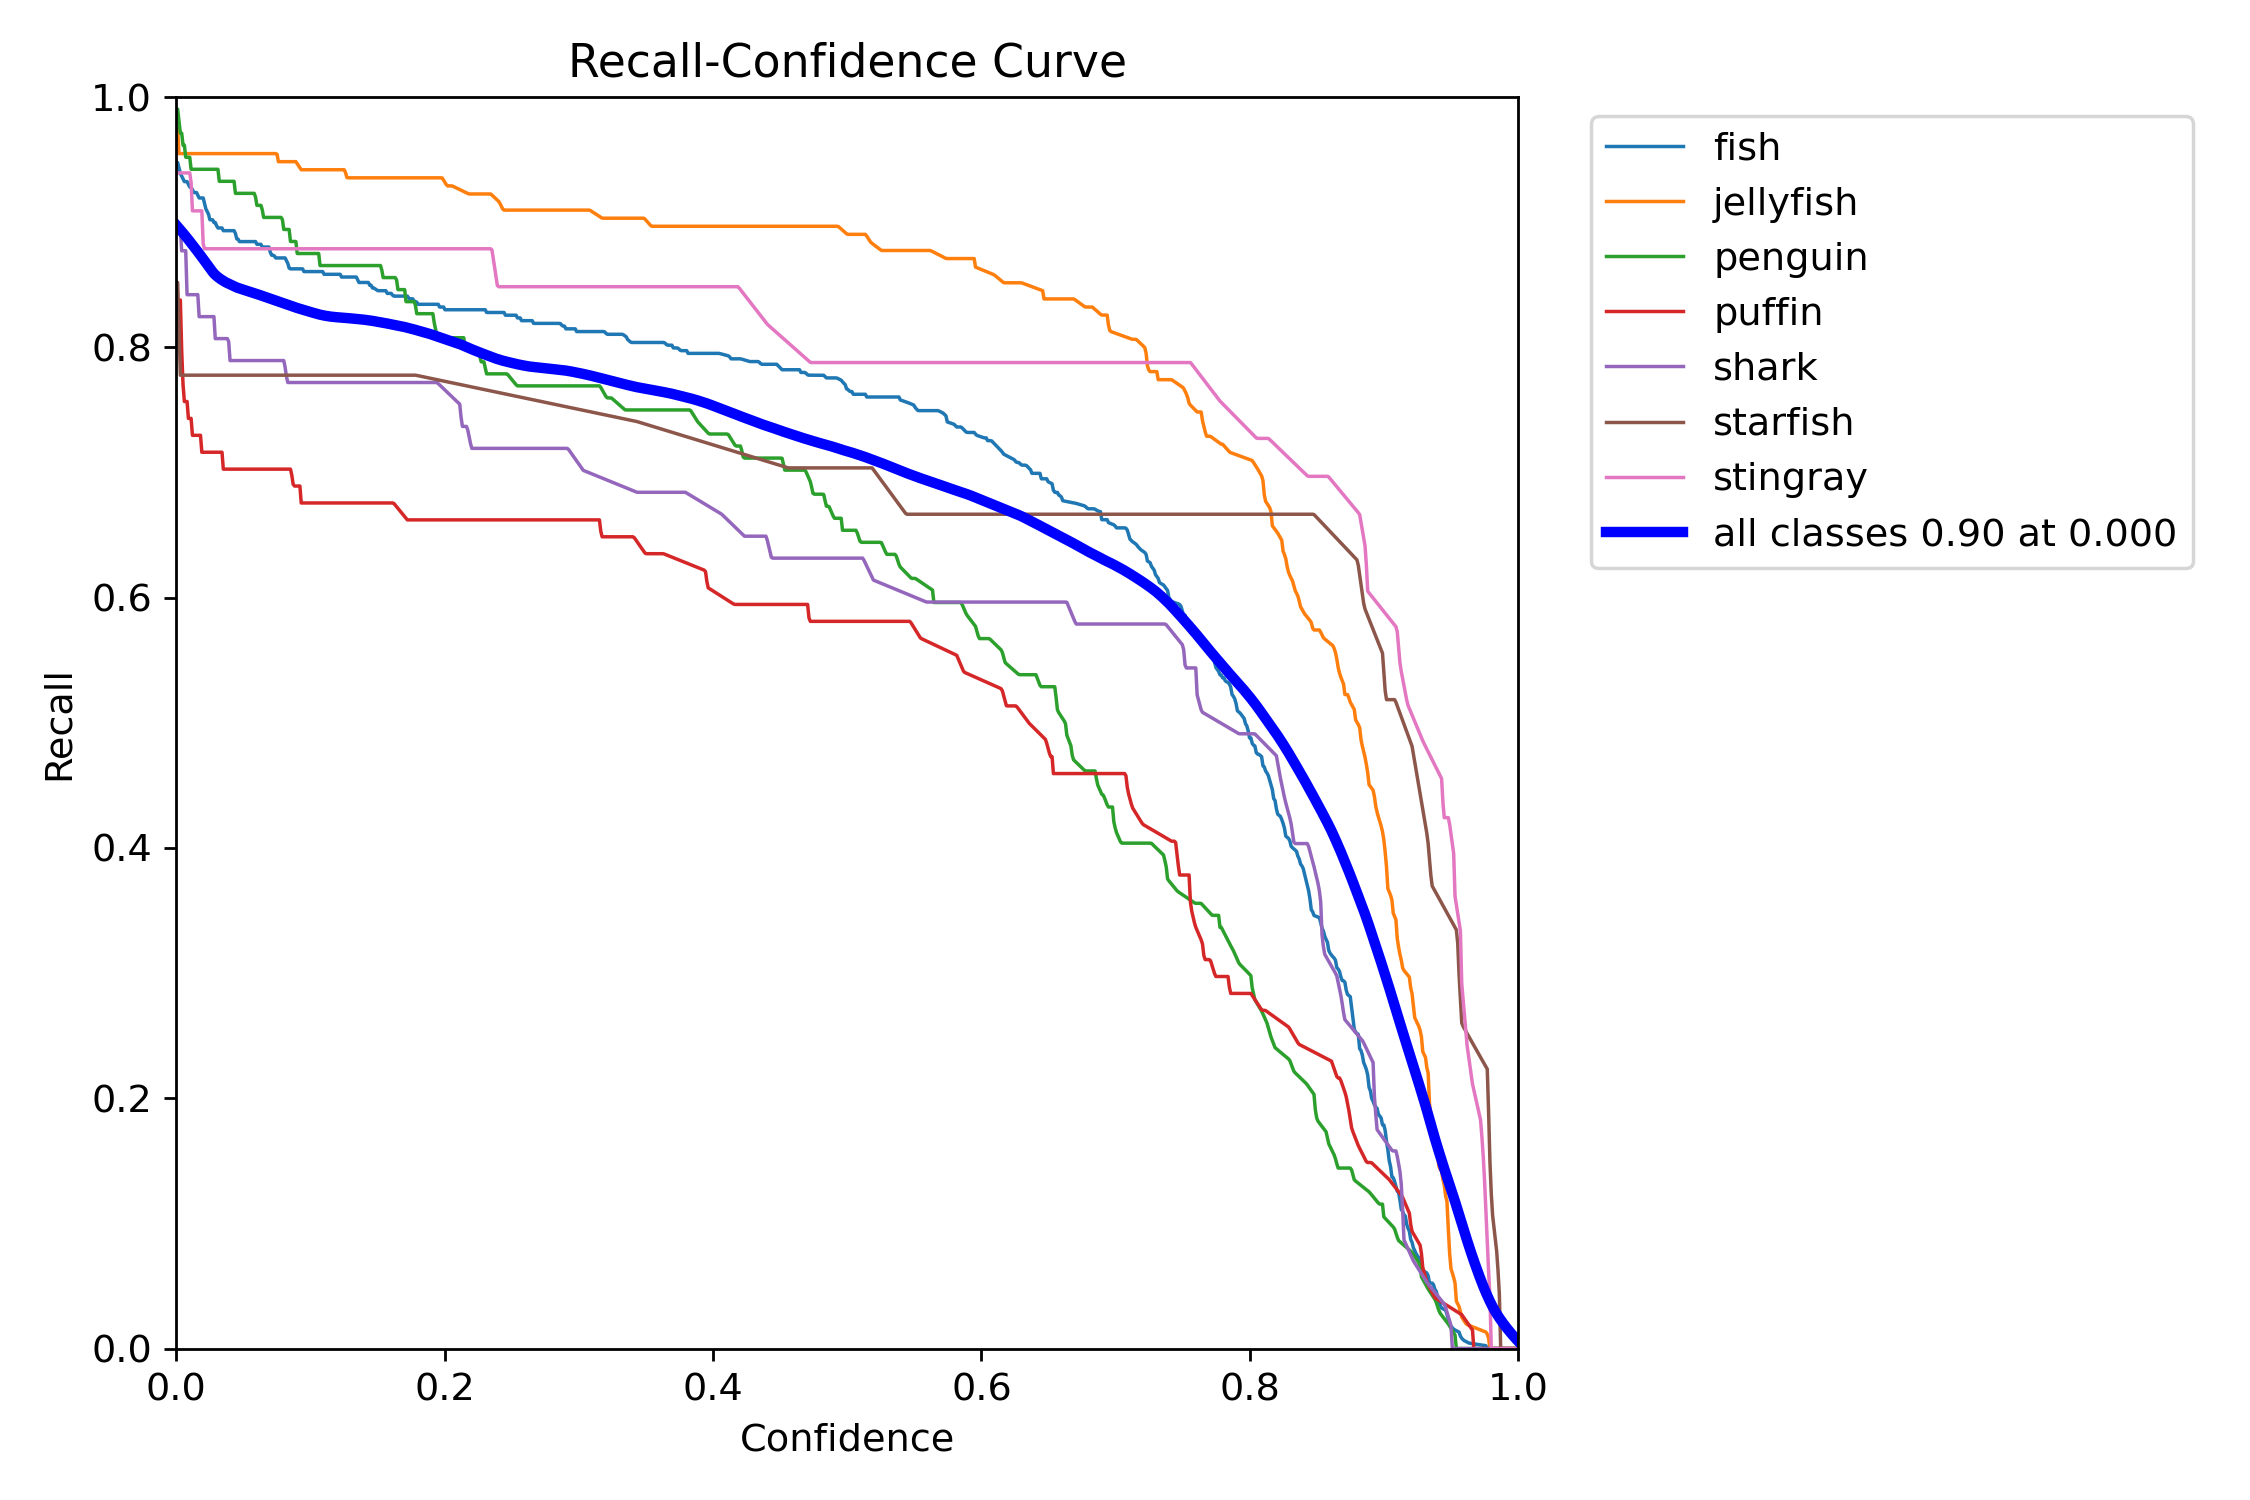 Recall-Confidence Curve
1.0
0.8
0.6
0.4
0.2
0.0
Recall
0.0 0.2 0.4 0.6 0.8 1.0
Confidence
fish
jellyfish
penguin
puffin
shark
starfish
stingray
all classes 0.90 at 0.000